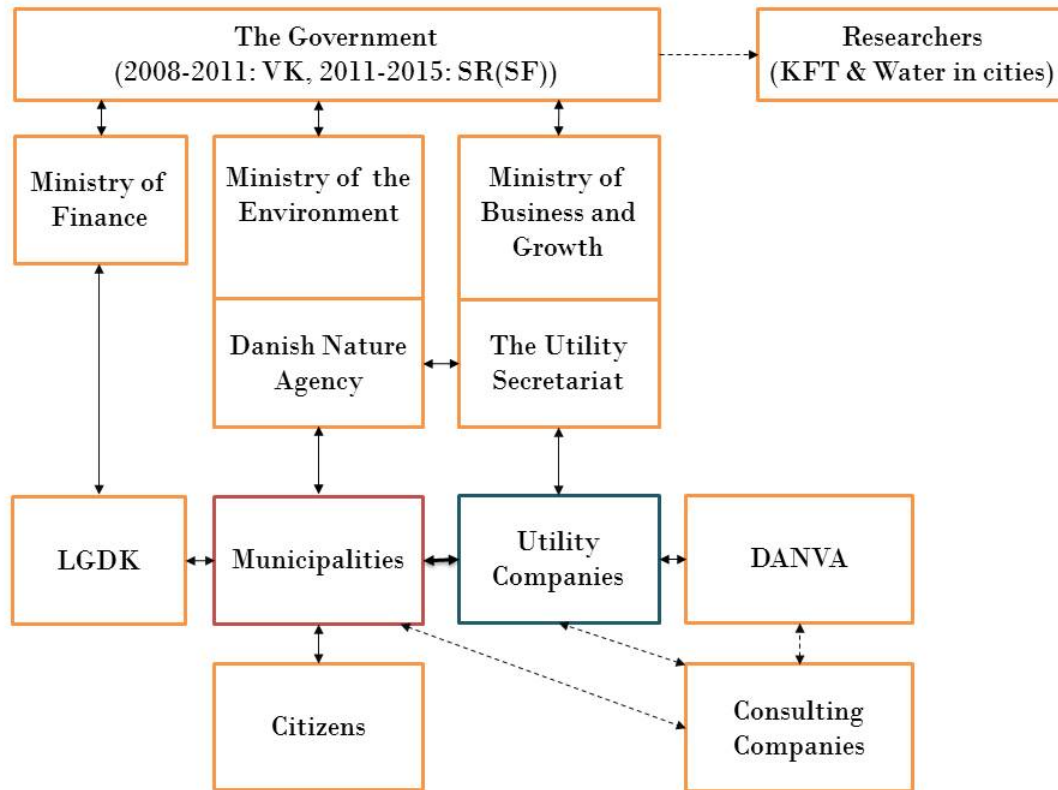 The Government
(2008-2011: VK, 2011-2015: SR(SF))
Researchers
(KFT & Water in cities)
Ministry of
Finance
Ministry of the
Environment
Ministry of
Business and
Growth
Danish Nature
Agency
The Utility
Secretariat
LGDK
Municipalities
Utility
Companies
DANVA
Citizens
Consulting
Companies